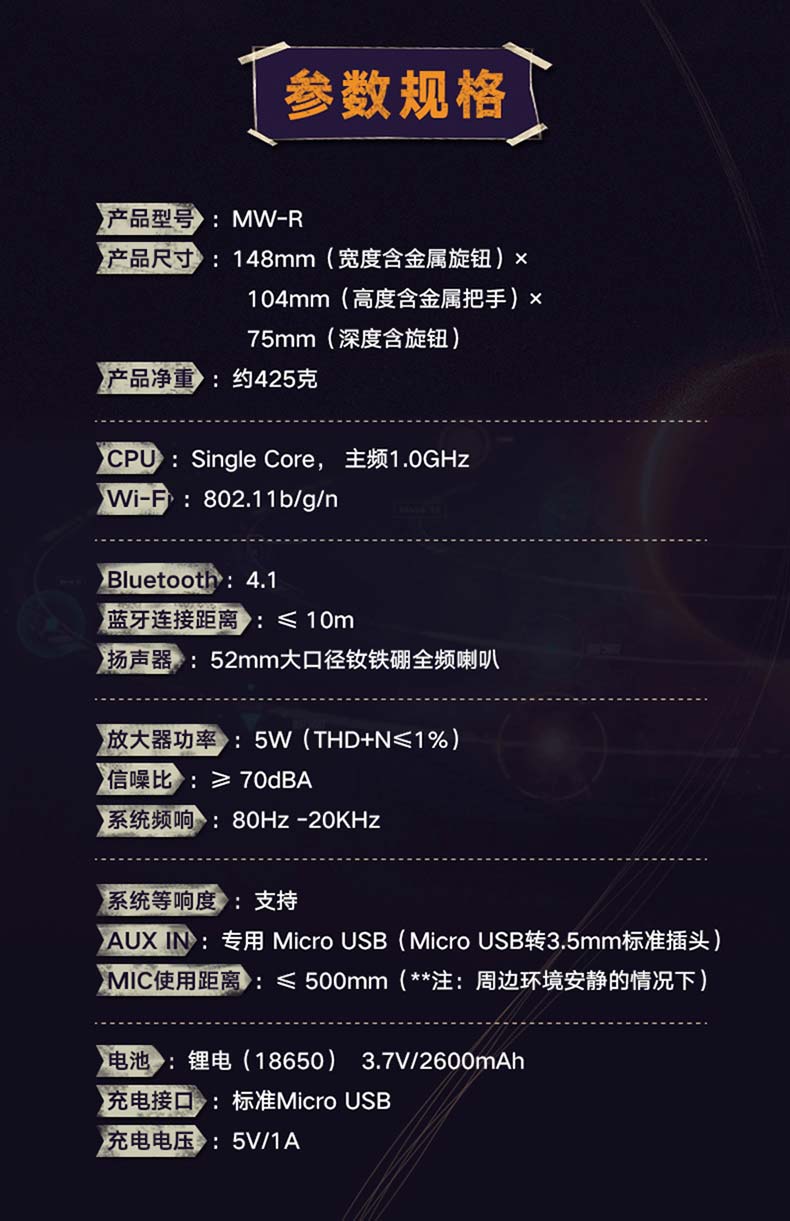 参数规格
产品型号：MW-R
产品尺寸：148mm（宽度含金属旋钮）×
104mm（高度含金属把手）×
75mm（深度含旋钮）
产品净重：约425克
CPU：Single Core， 主频1.0GHz
Wi-Fi：802.11b/g/n
Bluetooth：4.1
蓝牙连接距离：≤ 10m
扬声器：52mm大口径钕铁硼全频喇叭
放大器功率：5W（THD+N≤1%）
信噪比：≥ 70dBA
系统频响：80Hz -20KHz
系统等响度：支持
AUX IN：专用 Micro USB（Micro USB转3.5mm标准插头）
MIC使用距离：≤ 500mm（**注：周边环境安静的情况下）
电池：锂电（18650） 3.7V/2600mAh
充电接口：标准Micro USB
充电电压：5V/1A